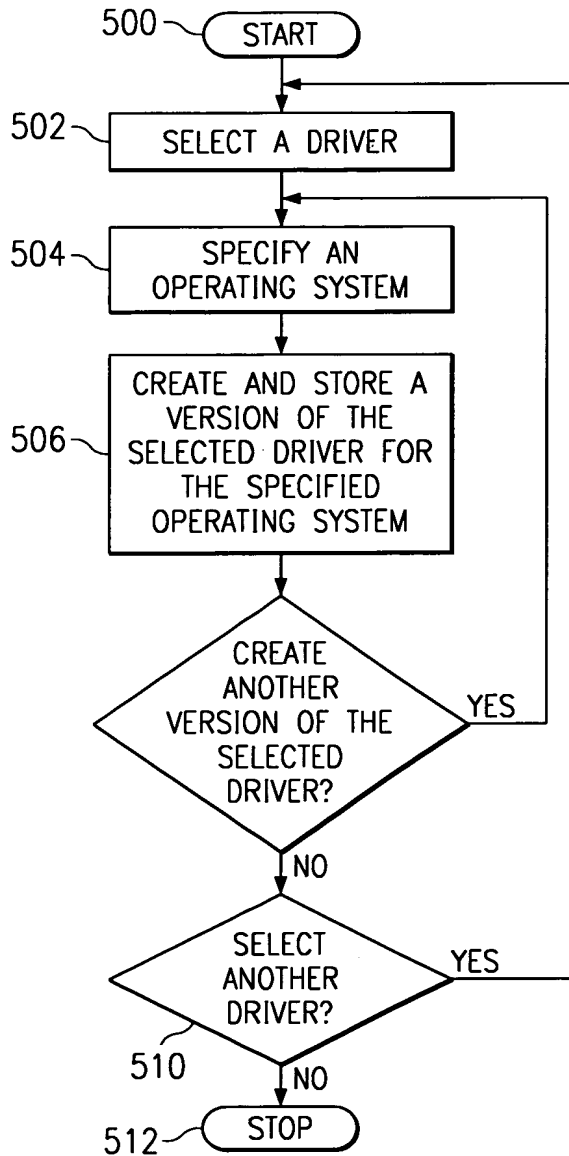 500
START
502
SELECT A DRIVER
504
SPECIFY AN
OPERATING SYSTEM
506
CREATE AND STORE A
VERSION OF THE
SELECTED DRIVER FOR
THE SPECIFIED
OPERATING SYSTEM
CREATE
ANOTHER
VERSION OF THE
SELECTED
DRIVER?
YES
NO
SELECT
ANOTHER
DRIVER?
YES
510
NO
512
STOP